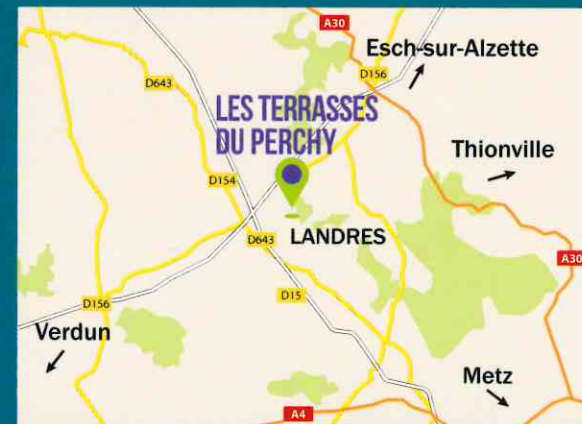 A30
Esch-sur-Alzette
D156
D643
LES TERRASSES
DU PERCHY
Thionville
D154
LANDRES
D643
A30
D15
D156
Verdun
Metz
A4